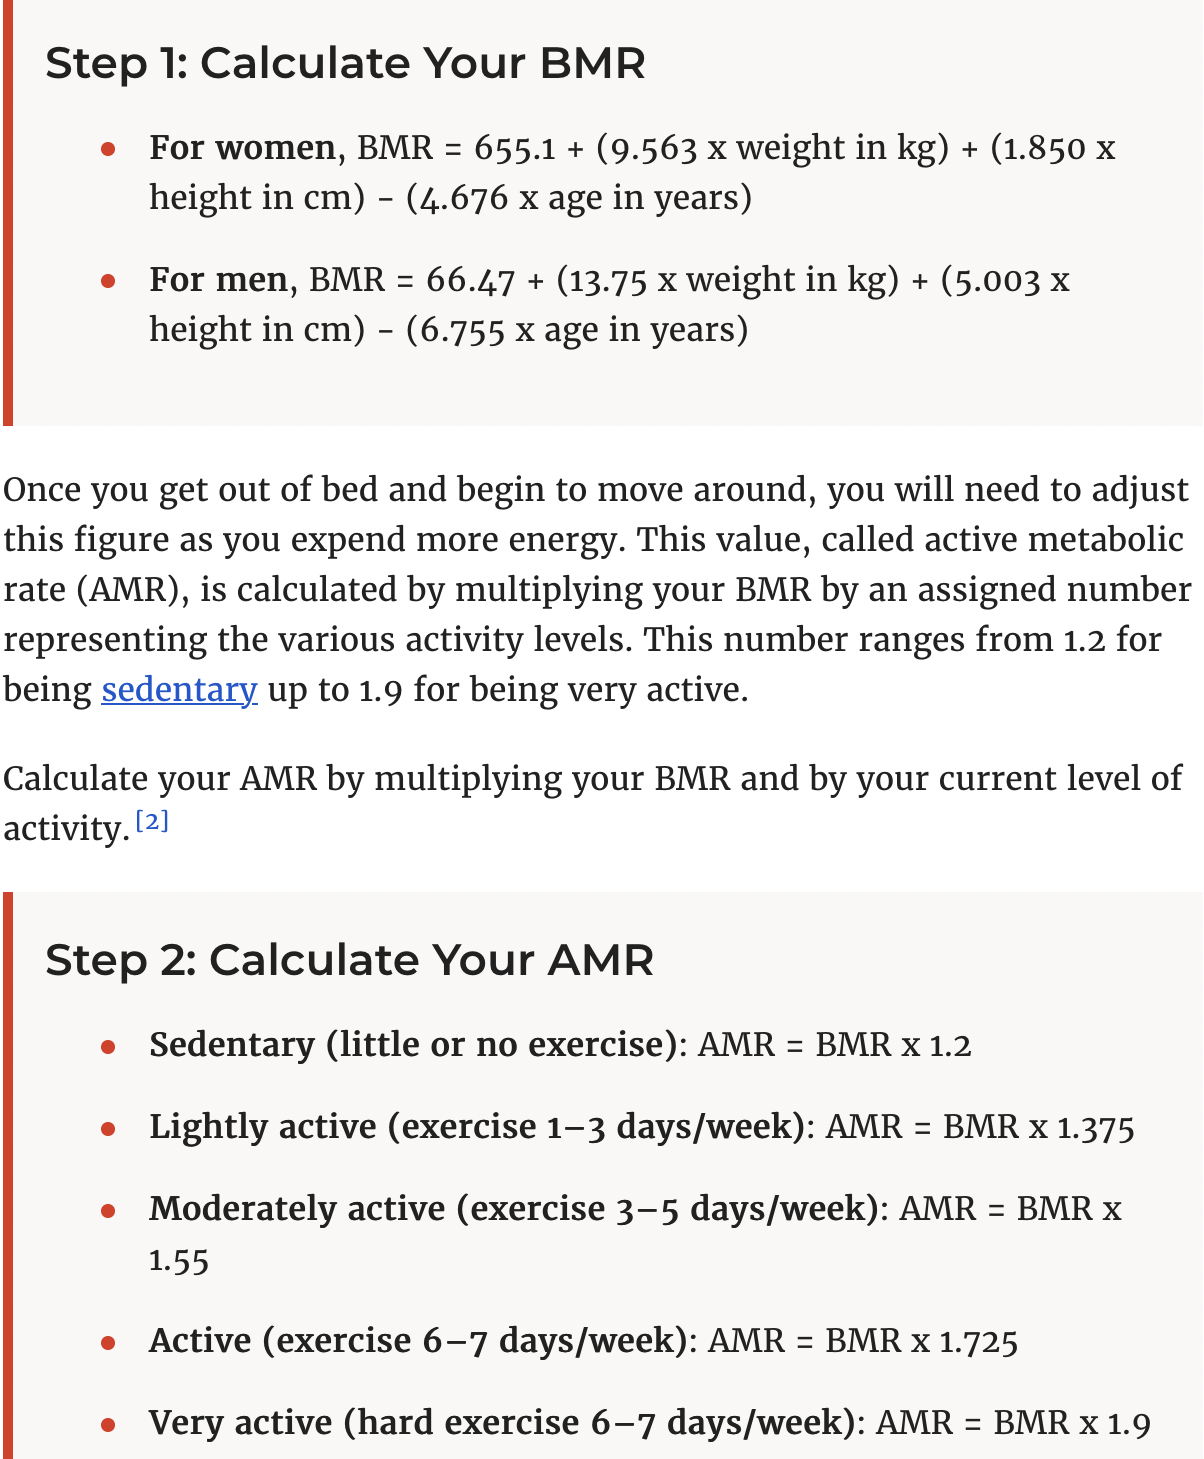 Step 1: Calculate Your BMR
For women, BMR = 655.1 + (9.563 x weight in kg) + (1.850 x
height in cm) - (4.676 x age in years)
For men, BMR = 66.47 + (13.75 x weight in kg) + (5.003 x
height in cm) - (6.755 x age in years)
Once you get out of bed and begin to move around, you will need to adjust
this figure as you expend more energy. This value, called active metabolic
rate (AMR), is calculated by multiplying your BMR by an assigned number
representing the various activity levels. This number ranges from 1.2 for
being sedentary up to 1.9 for being very active.
Calculate your AMR by multiplying your BMR and by your current level of
activity. [2]
Step 2: Calculate Your AMR
Sedentary (little or no exercise): AMR = BMR x 1.2
Lightly active (exercise 1–3 days/week): AMR = BMR x 1.375
Moderately active (exercise 3–5 days/week): AMR = BMR x
1.55
Active (exercise 6–7 days/week): AMR = BMR x 1.725
Very active (hard exercise 6–7 days/week): AMR = BMR x 1.9